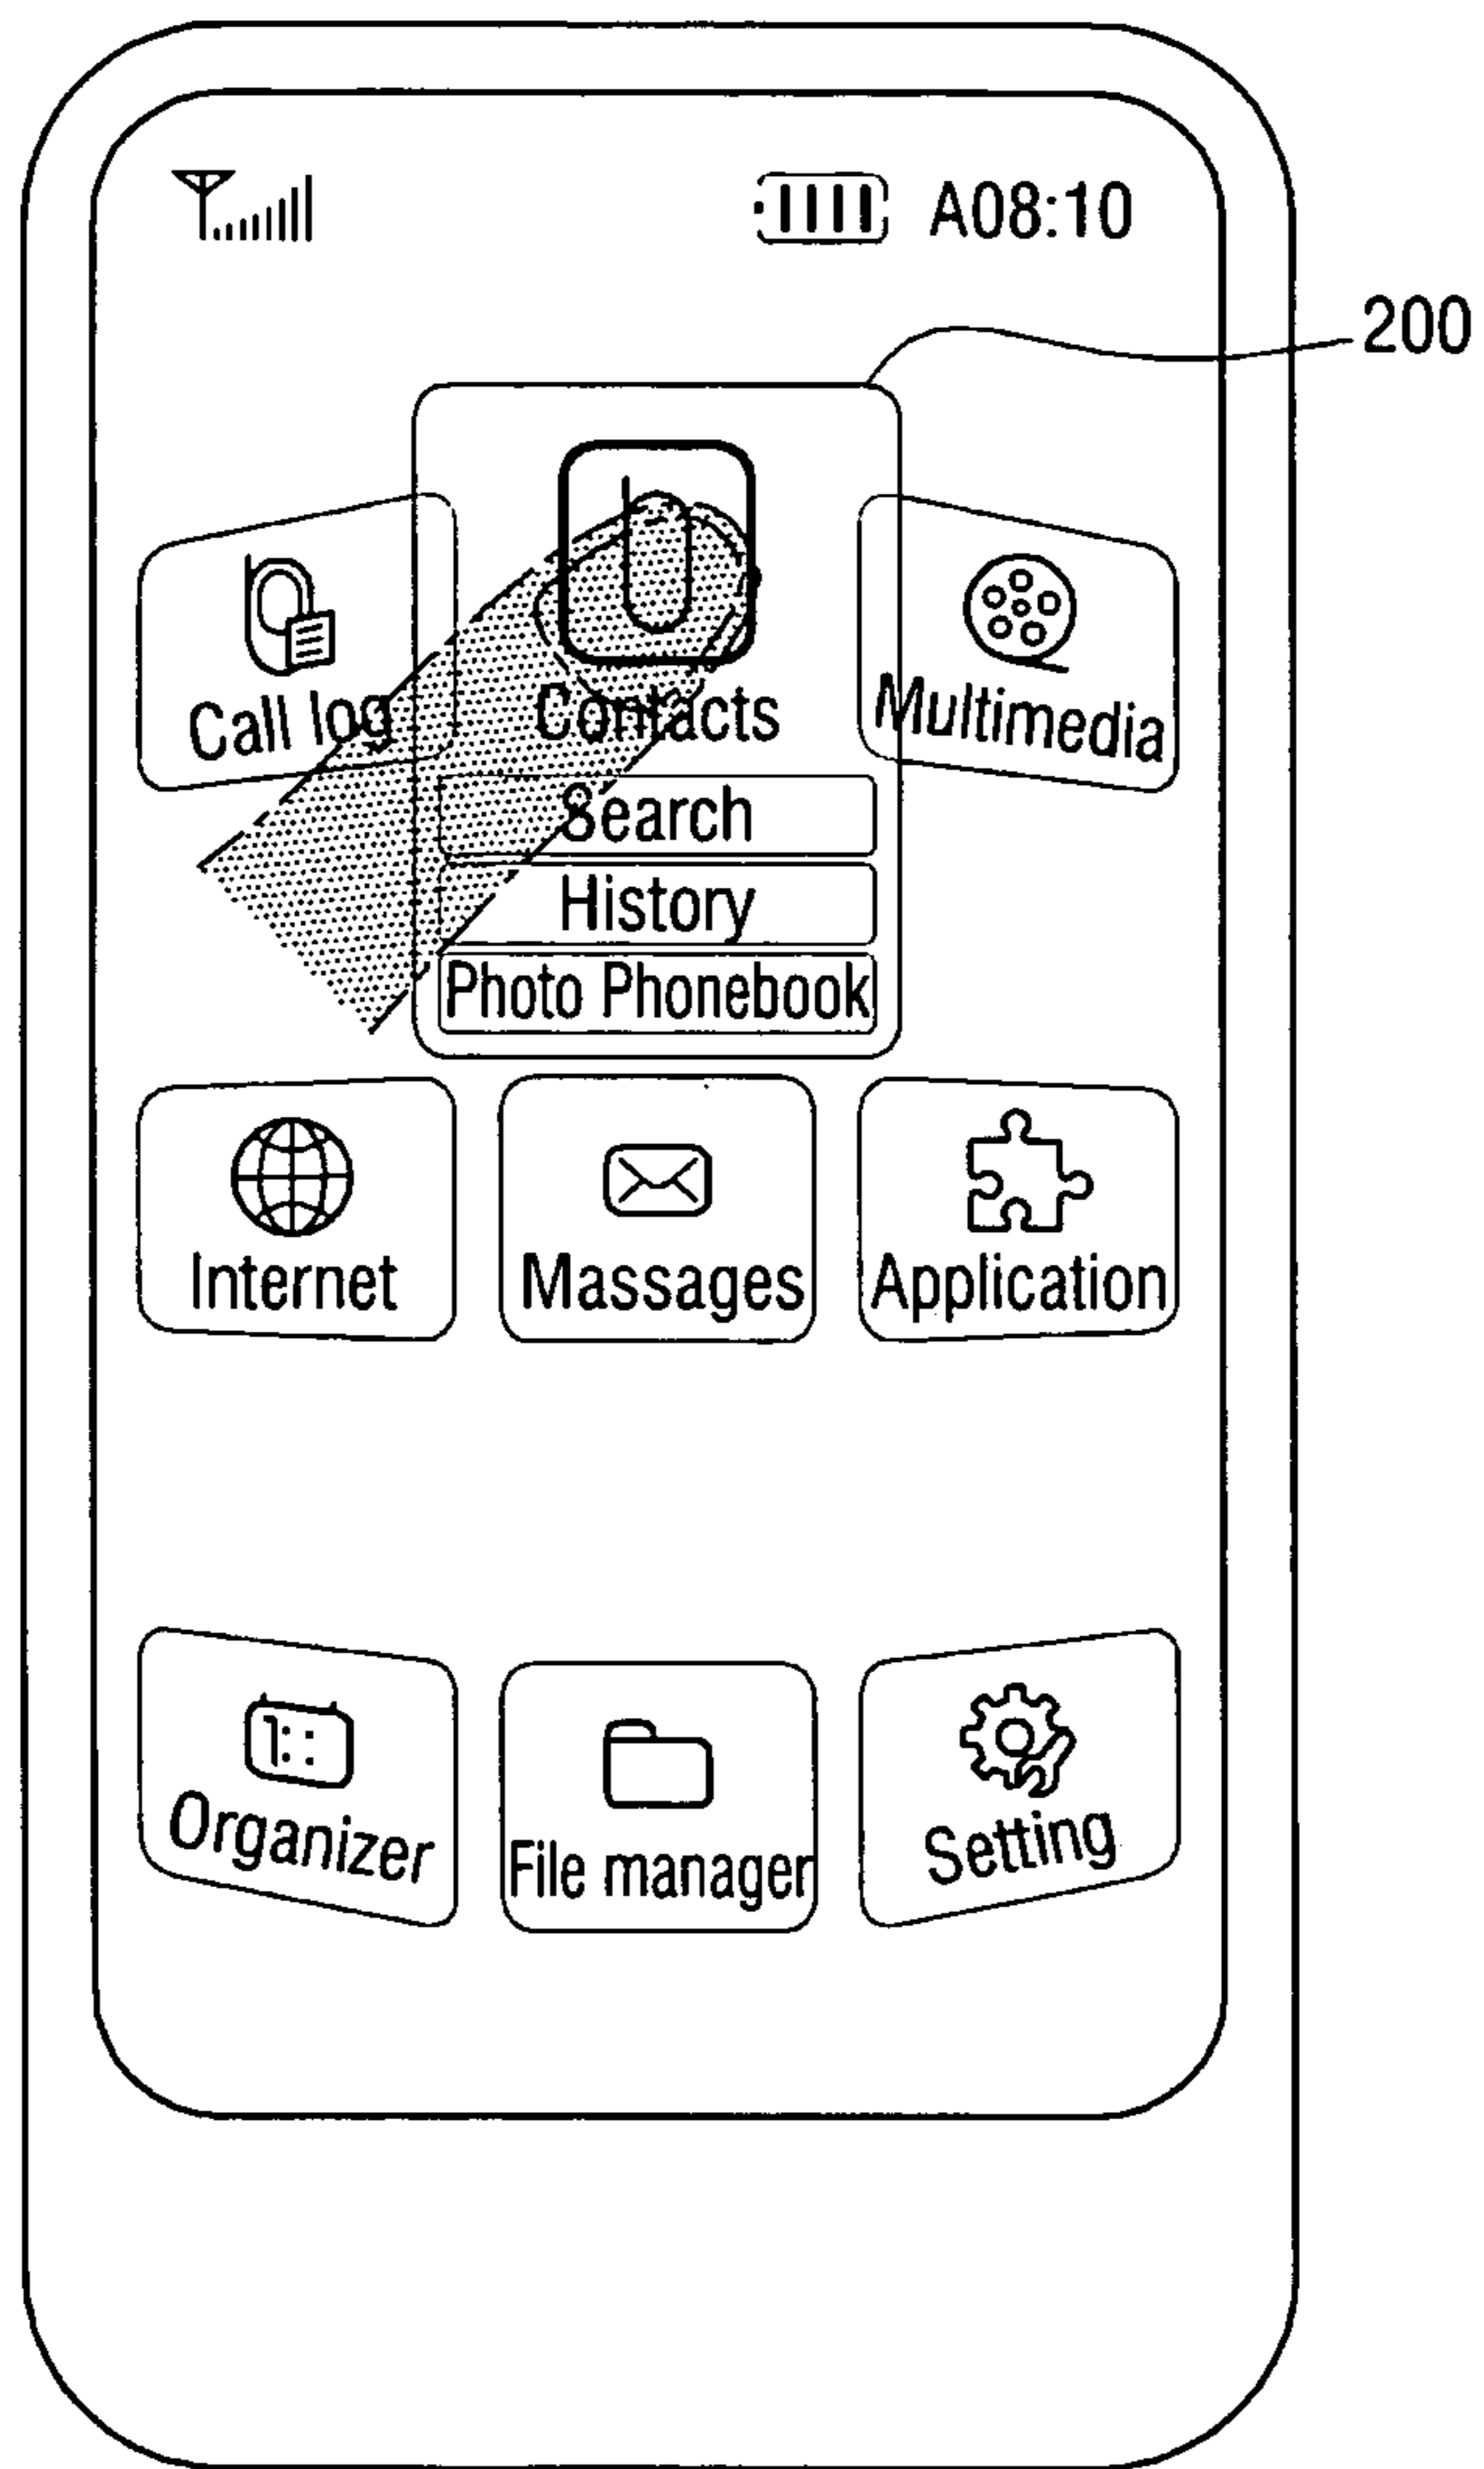 A08:10
200
Call log
Contacts
Multimedia
Search
History
Photo Phonebook
Internet
Massages
Application
Organizer
File manager
Setting